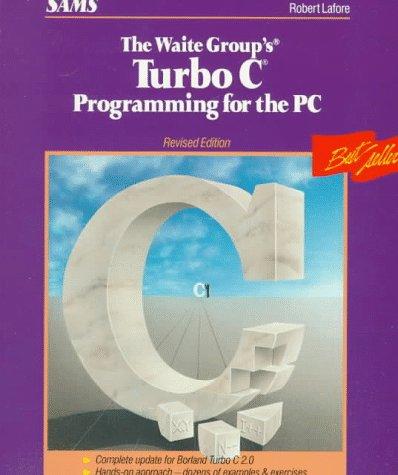 SAMS
Robert Lafore
The Waite Group's®
Turbo C®
Programming for the PC
Revised Edition
Best Seller
C
X,Y
N--
I++
Complete update for Borland Turbo C 2.0
Hands-on approach – dozens of examples & exercises